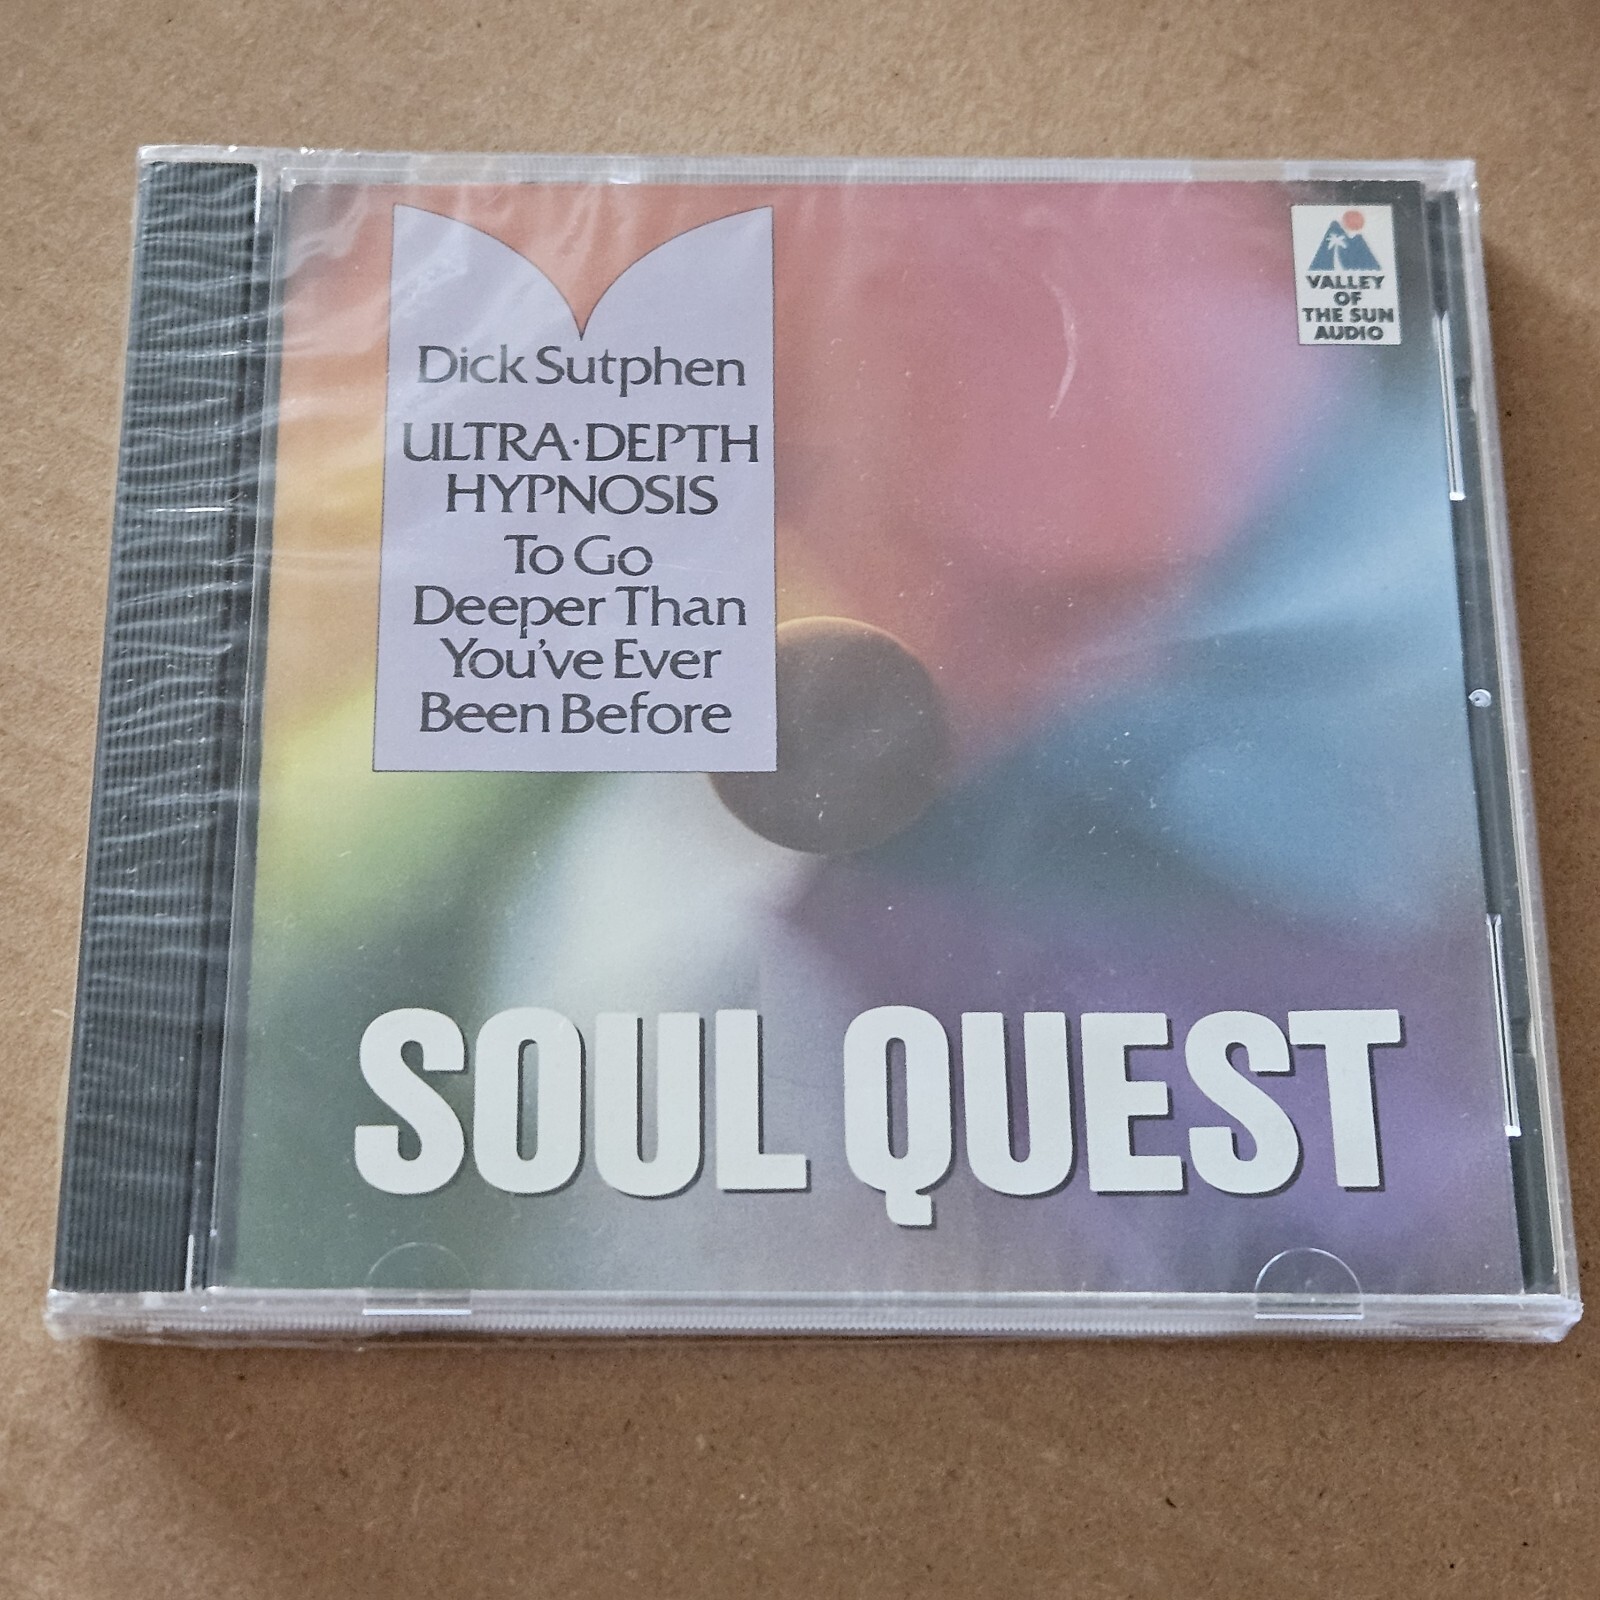 Dick Sutphen
ULTRA·DEPTH
HYPNOSIS
To Go
Deeper Than
You've Ever
Been Before
VALLEY
OF
THE SUN
AUDIO
SOUL QUEST